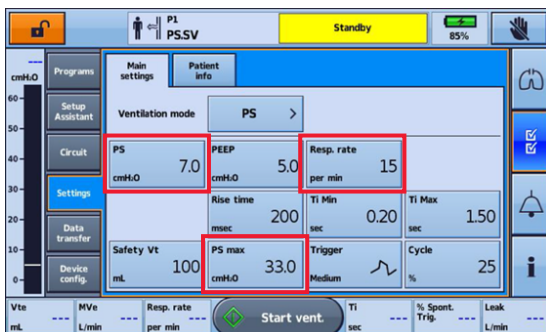 P1
PS.SV
Standby
85%
---
cmH₂O
60
50
40
30
20
10
0
Programs
Setup
Assistant
Circuit
Settings
Data
transfer
Device
config.
Main
settings
Patient
info
Ventilation mode
PS >
PS
7.0
cmH₂O
PEEP
5.0
cmH₂O
Resp. rate
15
per min
Rise time
200
msec
Ti Min
0.20
sec
Ti Max
1.50
sec
Safety Vt
100
mL
PS max
33.0
cmH₂O
Trigger
Medium
Cycle
25
%
i
Vte
---
mL
MVe
---
L/min
Resp. rate
---
per min
Start vent.
Ti
---
sec
% Spont.
Trig.
---
Leak
---
L/min